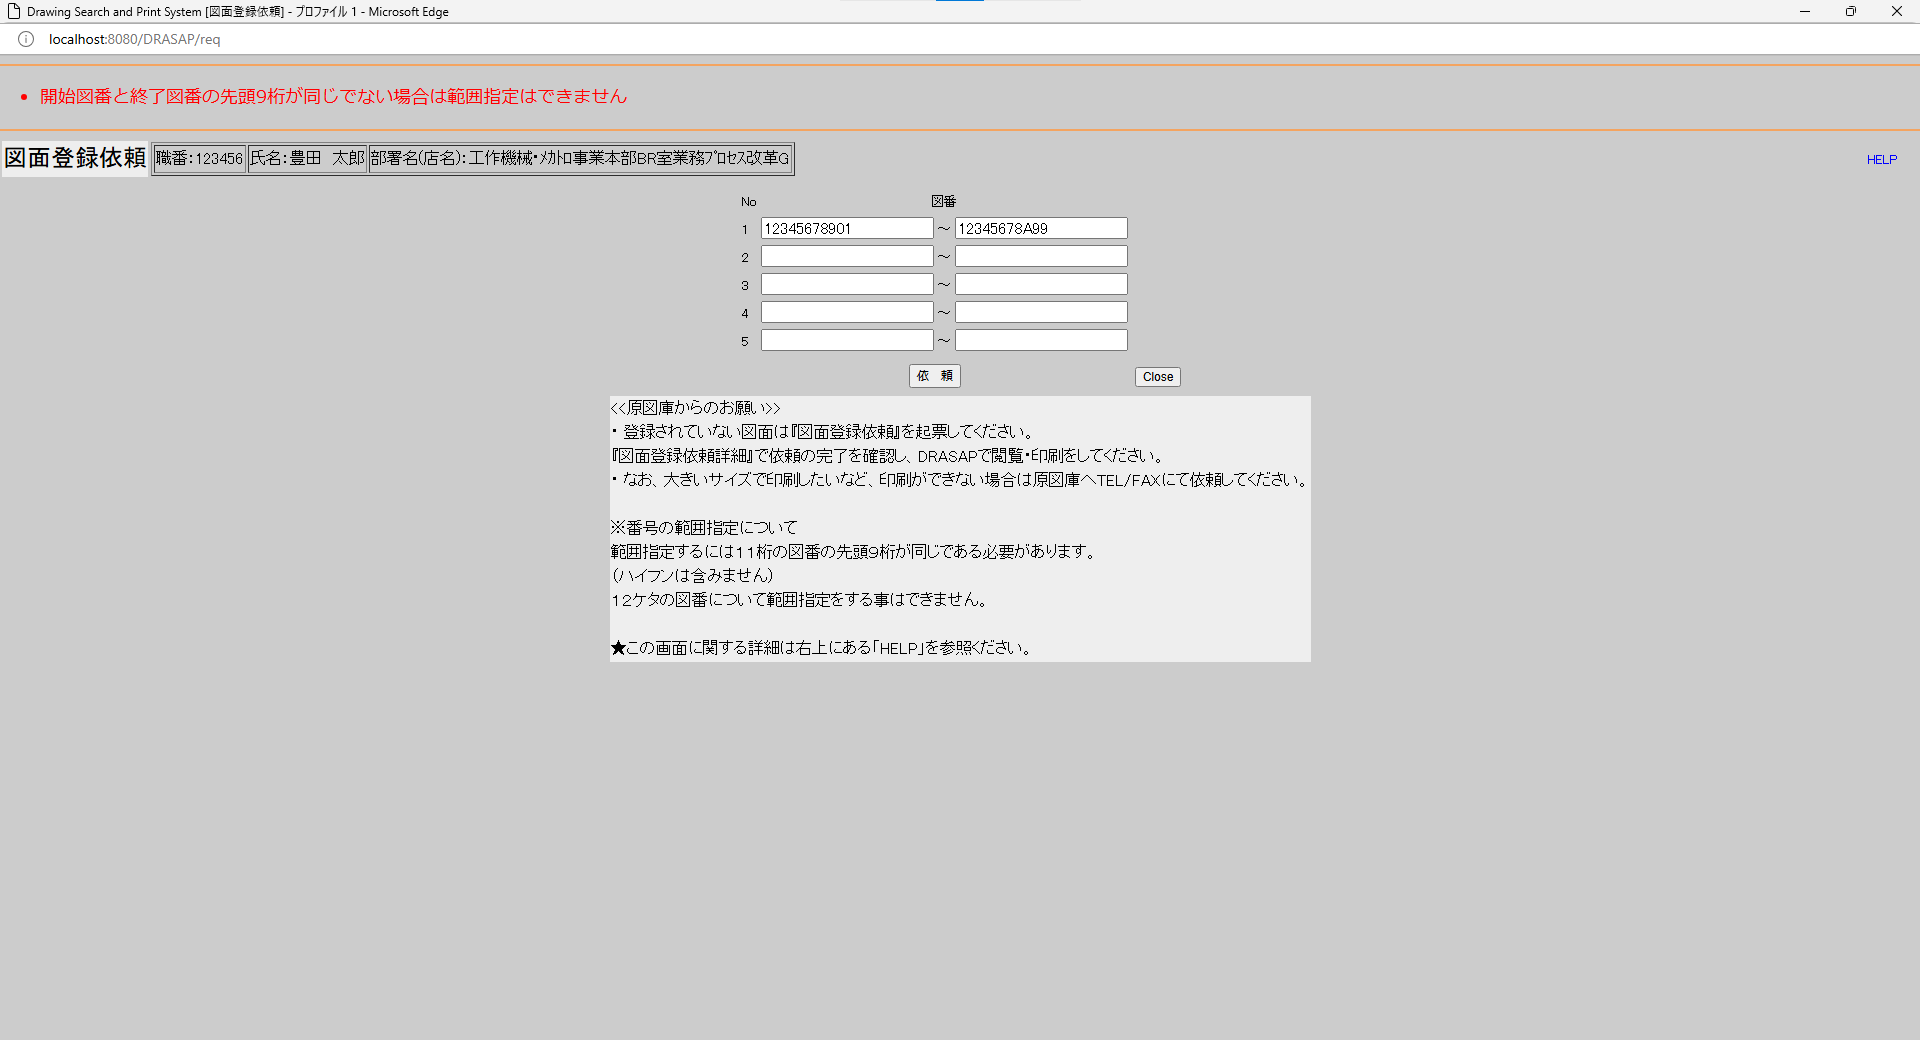 Drawing Search and Print System [図面登録依頼] - プロファイル 1 - Microsoft Edge
localhost:8080/DRASAP/req
• 開始図番と終了図番の先頭9桁が同じでない場合は範囲指定はできません
図面登録依頼 職番：123456 氏名：豊田　太郎 部署名(店名)：工作機械・ﾒｶﾄﾛ事業本部BR室業務ﾌﾟﾛｾｽ改革G HELP
No 図番
1 12345678901 ～ 12345678A99
2 ～
3 ～
4 ～
5 ～
依　頼 Close
<<原図庫からのお願い>>
・ 登録されていない図面は『図面登録依頼』を起票してください。
『図面登録依頼詳細』で依頼の完了を確認し、DRASAPで閲覧・印刷をしてください。
・ なお、大きいサイズで印刷したいなど、印刷ができない場合は原図庫へTEL/FAXにて依頼してください。
※番号の範囲指定について
範囲指定するには１１桁の図番の先頭９桁が同じである必要があります。
（ハイフンは含みません）
１２ケタの図番について範囲指定をする事はできません。
★この画面に関する詳細は右上にある「HELP」を参照ください。